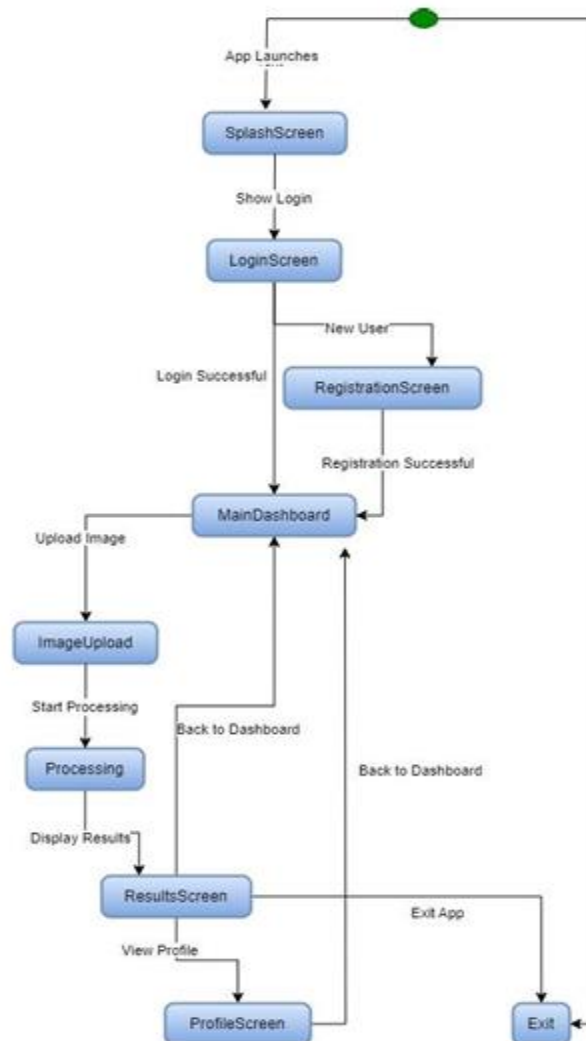 App Launches
SplashScreen
Show Login
LoginScreen
New User
Login Successful
RegistrationScreen
Registration Successful
MainDashboard
Upload Image
ImageUpload
Start Processing
Back to Dashboard
Processing
Back to Dashboard
Display Results
ResultsScreen
Exit App
View Profile
ProfileScreen
Exit